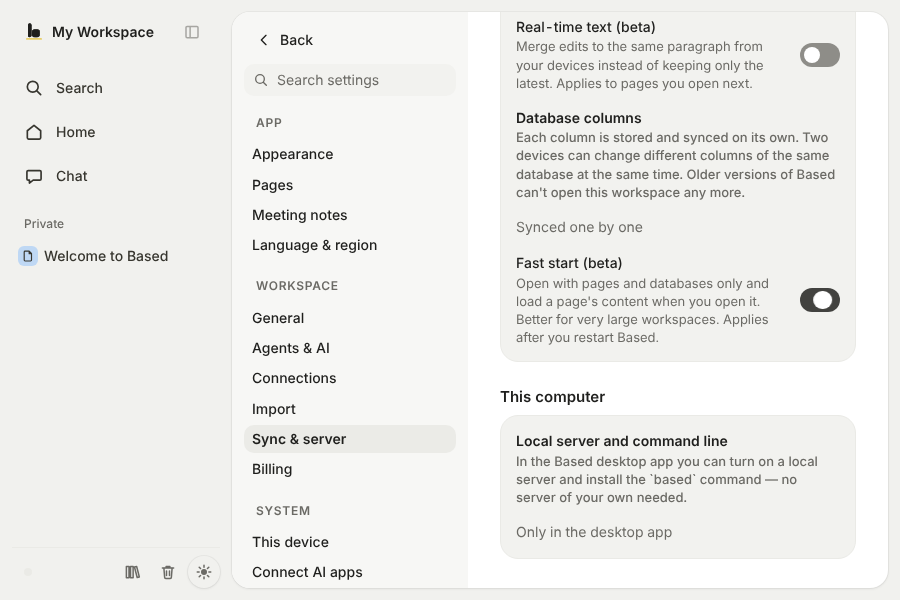 My Workspace
Search
Home
Chat
Private
Welcome to Based
Back
Search settings
APP
Appearance
Pages
Meeting notes
Language & region
WORKSPACE
General
Agents & AI
Connections
Import
Sync & server
Billing
SYSTEM
This device
Connect AI apps
Real-time text (beta)
Merge edits to the same paragraph from
your devices instead of keeping only the
latest. Applies to pages you open next.
Database columns
Each column is stored and synced on its own. Two
devices can change different columns of the same
database at the same time. Older versions of Based
can't open this workspace any more.
Synced one by one
Fast start (beta)
Open with pages and databases only and
load a page's content when you open it.
Better for very large workspaces. Applies
after you restart Based.
This computer
Local server and command line
In the Based desktop app you can turn on a local
server and install the `based` command — no
server of your own needed.
Only in the desktop app